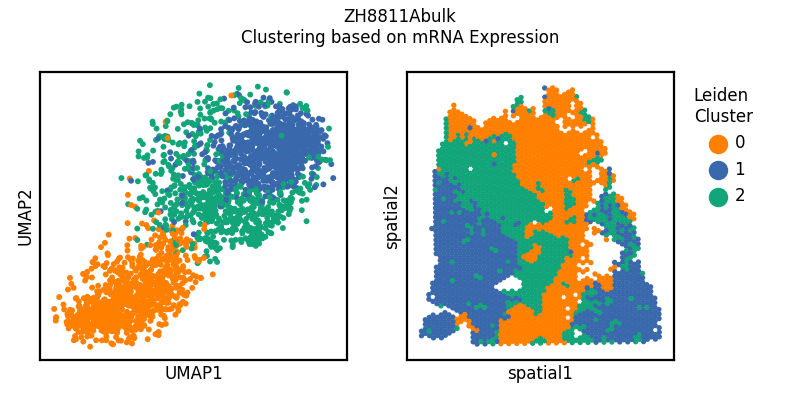 ZH8811Abulk
Clustering based on mRNA Expression
UMAP2
UMAP1
spatial2
spatial1
Leiden
Cluster
0
1
2